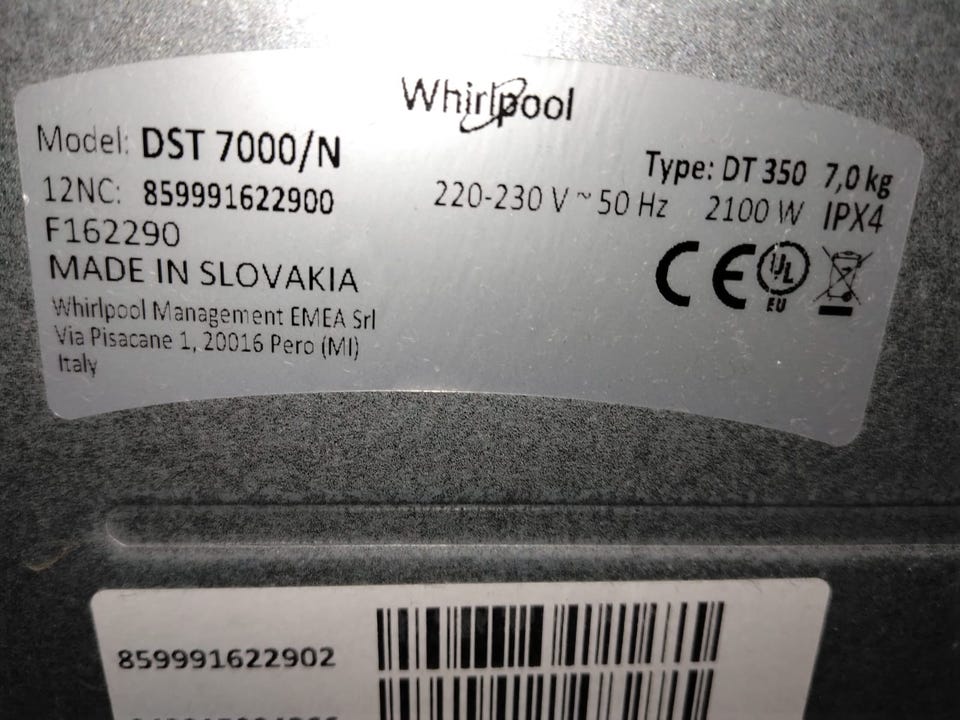 Whirlpool
Model: DST 7000/N
Type: DT 350 7,0 kg
12NC: 859991622900
220-230 V ~ 50 Hz 2100 W IPX4
F162290
MADE IN SLOVAKIA
CE UL EU
Whirlpool Management EMEA Srl
Via Pisacane 1, 20016 Pero (MI)
Italy
859991622902